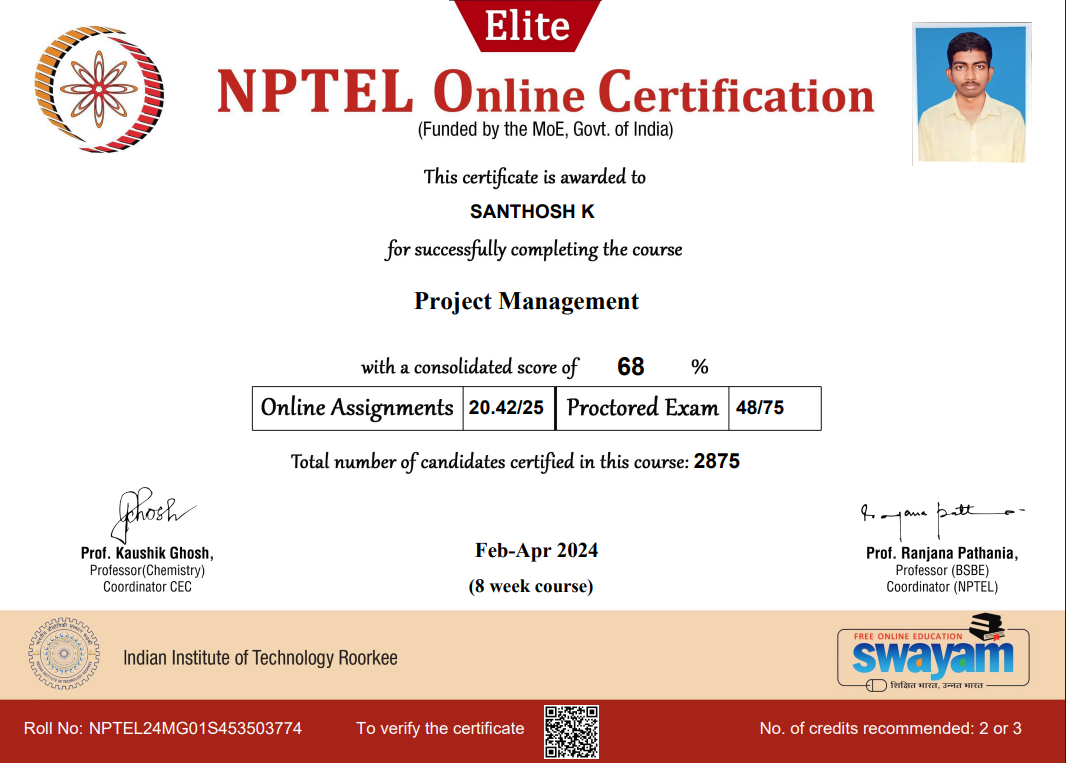 Elite
NPTEL Online Certification
(Funded by the MoE, Govt. of India)
This certificate is awarded to
SANTHOSH K
for successfully completing the course
Project Management
with a consolidated score of 68 %
Online Assignments 20.42/25 Proctored Exam 48/75
Total number of candidates certified in this course: 2875
Prof. Kaushik Ghosh,
Professor(Chemistry)
Coordinator CEC
Feb-Apr 2024
(8 week course)
Prof. Ranjana Pathania,
Professor (BSBE)
Coordinator (NPTEL)
Indian Institute of Technology Roorkee
FREE ONLINE EDUCATION
swayam
शिक्षित भारत, उन्नत भारत
Roll No: NPTEL24MG01S453503774
To verify the certificate
No. of credits recommended: 2 or 3